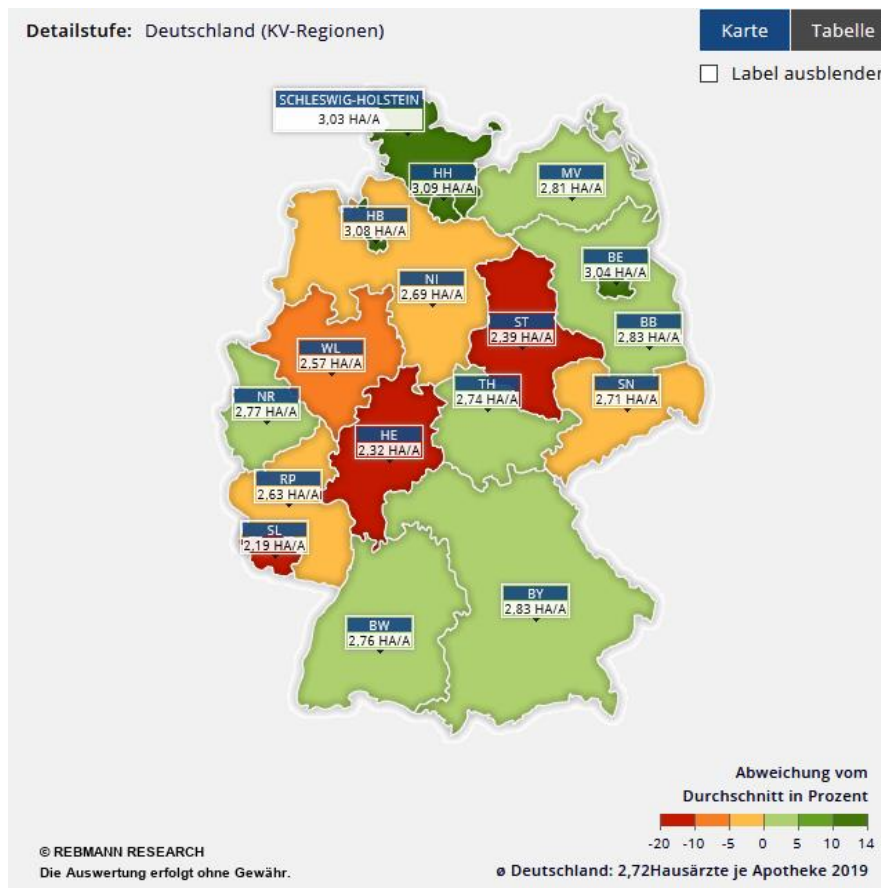 Detailstufe: Deutschland (KV-Regionen)
Karte
Tabelle
Label ausblenden
SCHLESWIG-HOLSTEIN
3,03 HA/A
HH
3,09 HA/A
MV
2,81 HA/A
HB
3,08 HA/A
BE
3,04 HA/A
NI
2,69 HA/A
ST
2,39 HA/A
BB
2,83 HA/A
WL
2,57 HA/A
TH
2,74 HA/A
SN
2,71 HA/A
NR
2,77 HA/A
HE
2,32 HA/A
RP
2,63 HA/A
SL
2,19 HA/A
BY
2,83 HA/A
BW
2,76 HA/A
Abweichung vom
Durchschnitt in Prozent
-20 -10 -5 0 5 10 14
© REBMANN RESEARCH
Die Auswertung erfolgt ohne Gewähr.
ø Deutschland: 2,72Hausärzte je Apotheke 2019